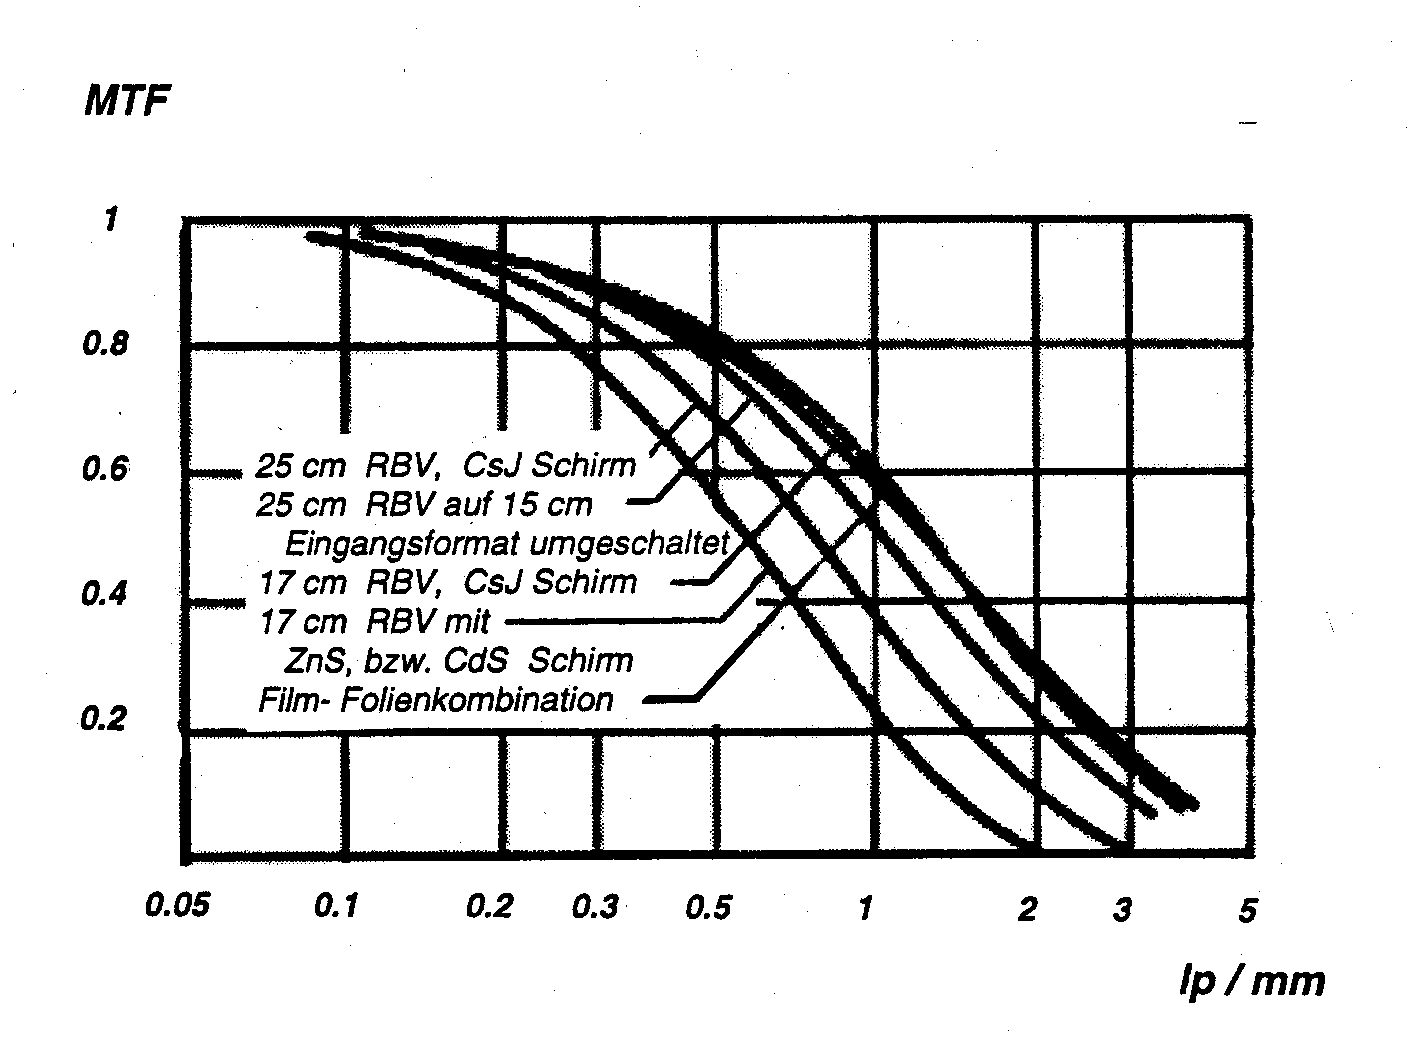 MTF
1
0.8
0.6
0.4
0.2
25 cm RBV, CsJ Schirm
25 cm RBV auf 15 cm
Eingangsformat umgeschaltet
17 cm RBV, CsJ Schirm
17 cm RBV mit
ZnS, bzw. CdS Schirm
Film- Folienkombination
0.05 0.1 0.2 0.3 0.5 1 2 3 5
lp / mm